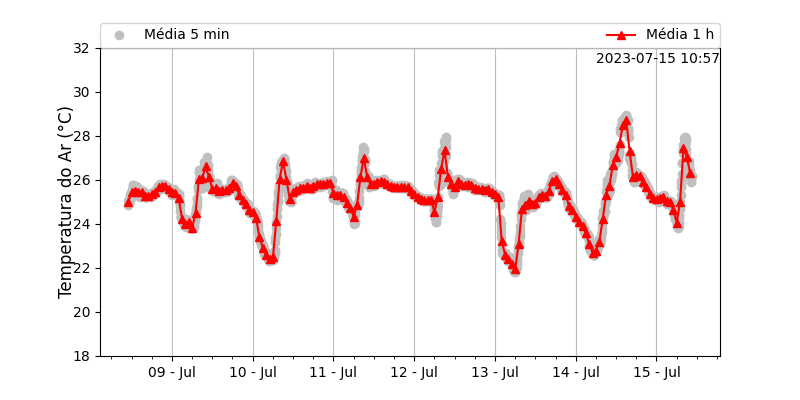 Média 5 min
Média 1 h
2023-07-15 10:57
Temperatura do Ar (°C)
32
30
28
26
24
22
20
18
09 - Jul
10 - Jul
11 - Jul
12 - Jul
13 - Jul
14 - Jul
15 - Jul